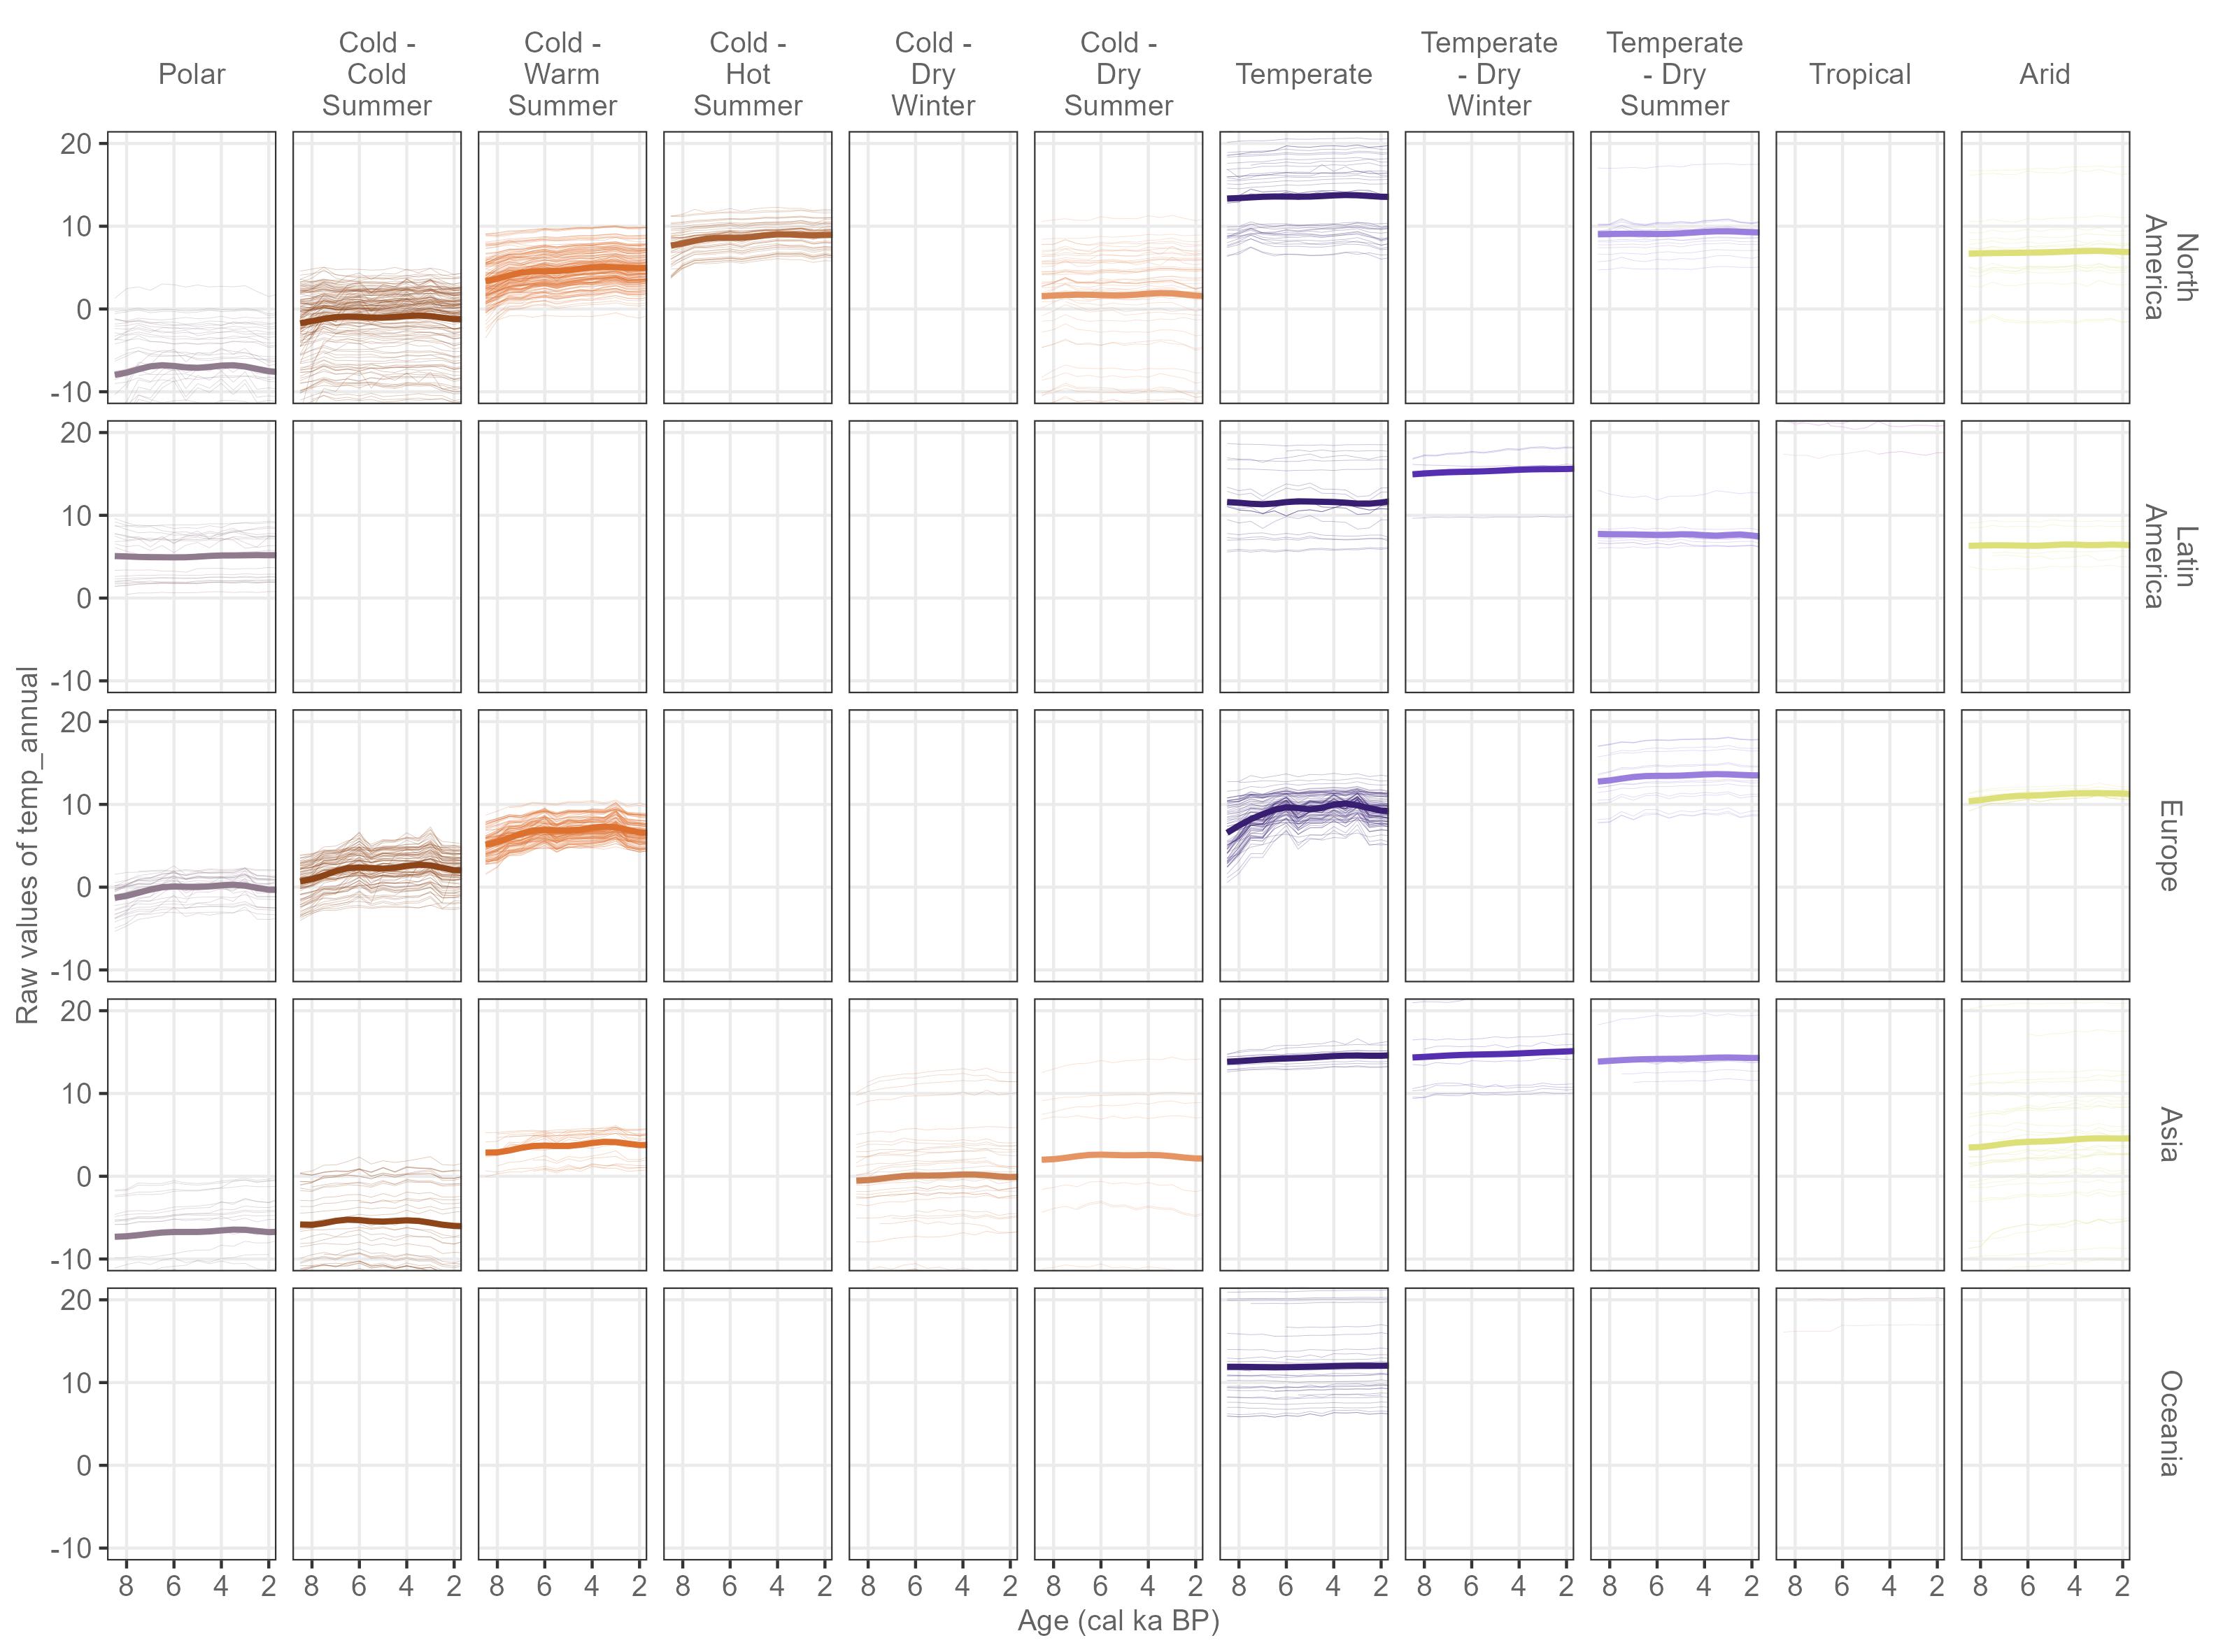 Polar
Cold -
Cold
Summer
Cold -
Warm
Summer
Cold -
Hot
Summer
Cold -
Dry
Winter
Cold -
Dry
Summer
Temperate
Temperate
- Dry
Winter
Temperate
- Dry
Summer
Tropical
Arid
20
10
0
-10
North
America
20
10
0
-10
Latin
America
20
10
0
-10
Europe
20
10
0
-10
Asia
20
10
0
-10
Oceania
Raw values of temp_annual
8 6 4 2 8 6 4 2 8 6 4 2 8 6 4 2 8 6 4 2 8 6 4 2 8 6 4 2 8 6 4 2 8 6 4 2 8 6 4 2 8 6 4 2
Age (cal ka BP)